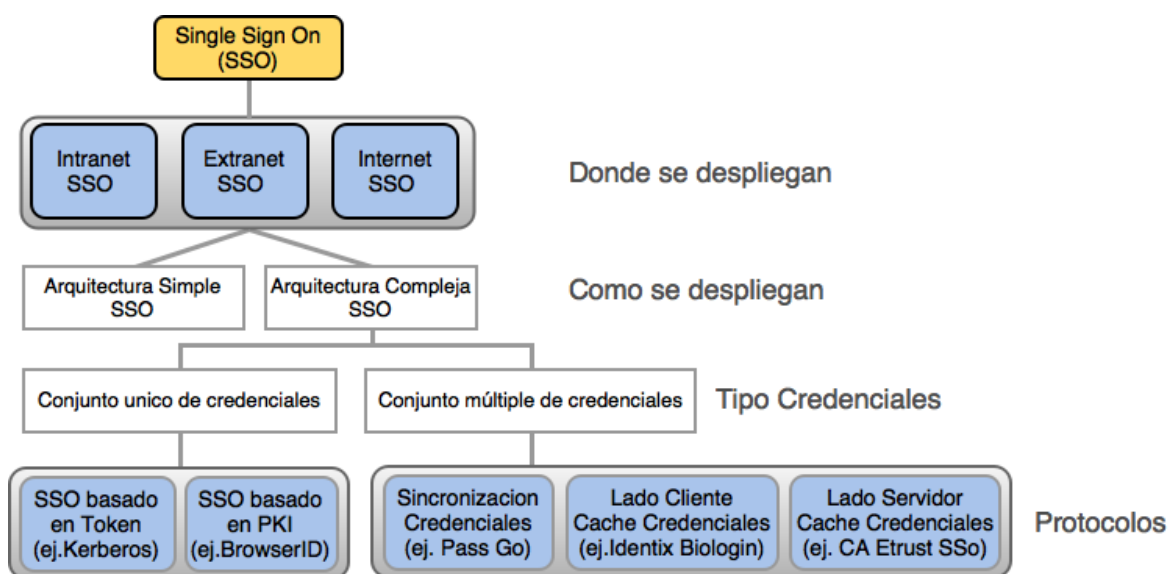 Single Sign On
(SSO)
Intranet
SSO
Extranet
SSO
Internet
SSO
Donde se despliegan
Arquitectura Simple
SSO
Arquitectura Compleja
SSO
Como se despliegan
Conjunto unico de credenciales
Conjunto múltiple de credenciales
Tipo Credenciales
SSO basado
en Token
(ej.Kerberos)
SSO basado
en PKI
(ej.BrowserID)
Sincronizacion
Credenciales
(ej. Pass Go)
Lado Cliente
Cache Credenciales
(ej.Identix Biologin)
Lado Servidor
Cache Credenciales
(ej. CA Etrust SSo)
Protocolos